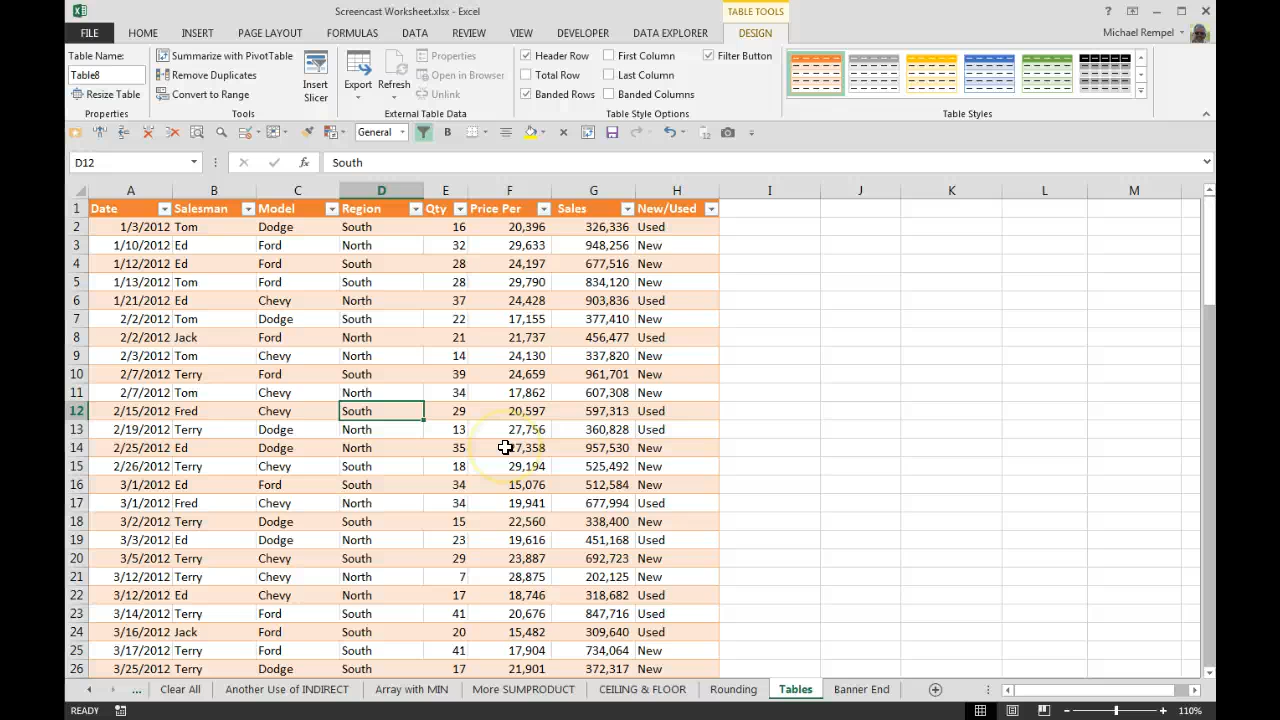 Screencast Worksheet.xlsx - Excel
TABLE TOOLS
FILE HOME INSERT PAGE LAYOUT FORMULAS DATA REVIEW VIEW DEVELOPER DATA EXPLORER DESIGN Michael Rempel
Table Name:
Table8
Resize Table
Properties
Summarize with PivotTable
Remove Duplicates
Convert to Range
Tools
Insert
Slicer
Export
Refresh
Properties
Open in Browser
Unlink
External Table Data
Header Row First Column Filter Button
Total Row Last Column
Banded Rows Banded Columns
Table Style Options
Table Styles
General
D12 fx South
A B C D E F G H I J K L M
1 Date Salesman Model Region Qty Price Per Sales New/Used
2 1/3/2012 Tom Dodge South 16 20,396 326,336 Used
3 1/10/2012 Ed Ford North 32 29,633 948,256 New
4 1/12/2012 Ed Ford South 28 24,197 677,516 New
5 1/13/2012 Tom Ford South 28 29,790 834,120 New
6 1/21/2012 Ed Chevy North 37 24,428 903,836 Used
7 2/2/2012 Tom Dodge South 22 17,155 377,410 New
8 2/2/2012 Jack Ford North 21 21,737 456,477 Used
9 2/3/2012 Tom Chevy North 14 24,130 337,820 New
10 2/7/2012 Terry Ford South 39 24,659 961,701 New
11 2/7/2012 Tom Chevy North 34 17,862 607,308 New
12 2/15/2012 Fred Chevy South 29 20,597 597,313 Used
13 2/19/2012 Terry Dodge North 13 27,756 360,828 Used
14 2/25/2012 Ed Dodge North 35 27,358 957,530 New
15 2/26/2012 Terry Chevy South 18 29,194 525,492 New
16 3/1/2012 Ed Ford South 34 15,076 512,584 New
17 3/1/2012 Fred Chevy North 34 19,941 677,994 Used
18 3/2/2012 Terry Dodge South 15 22,560 338,400 New
19 3/3/2012 Ed Dodge North 23 19,616 451,168 Used
20 3/5/2012 Terry Chevy South 29 23,887 692,723 New
21 3/12/2012 Terry Chevy North 7 28,875 202,125 New
22 3/12/2012 Ed Chevy North 17 18,746 318,682 Used
23 3/14/2012 Terry Ford South 41 20,676 847,716 Used
24 3/16/2012 Jack Ford South 20 15,482 309,640 Used
25 3/17/2012 Terry Ford South 41 17,904 734,064 New
26 3/25/2012 Terry Dodge South 17 21,901 372,317 New
... Clear All Another Use of INDIRECT Array with MIN More SUMPRODUCT CEILING & FLOOR Rounding Tables Banner End
READY 110%